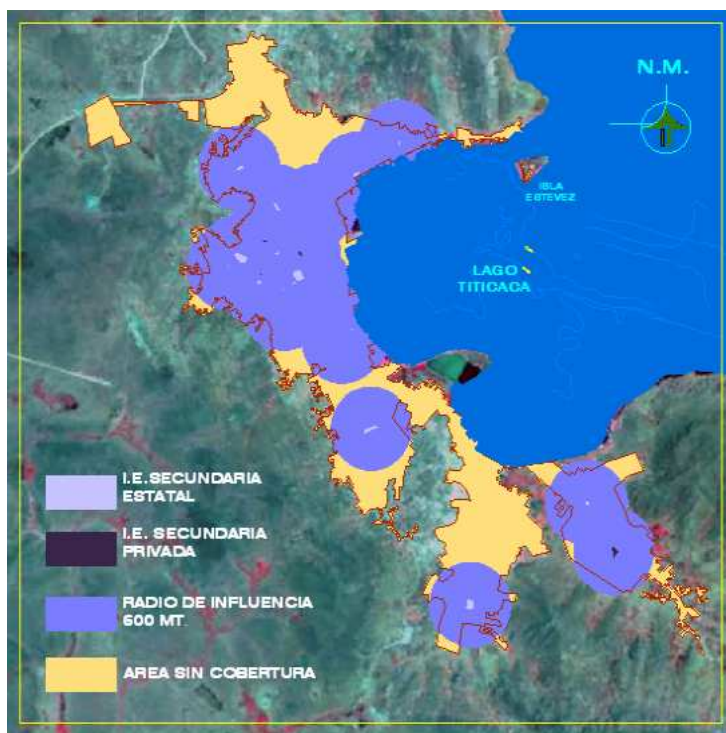 N.M.
ISLA
ESTEVEZ
LAGO
TITICACA
I.E.SECUNDARIA
ESTATAL
I.E. SECUNDARIA
PRIVADA
RADIO DE INFLUENCIA
600 MT.
AREA SIN COBERTURA